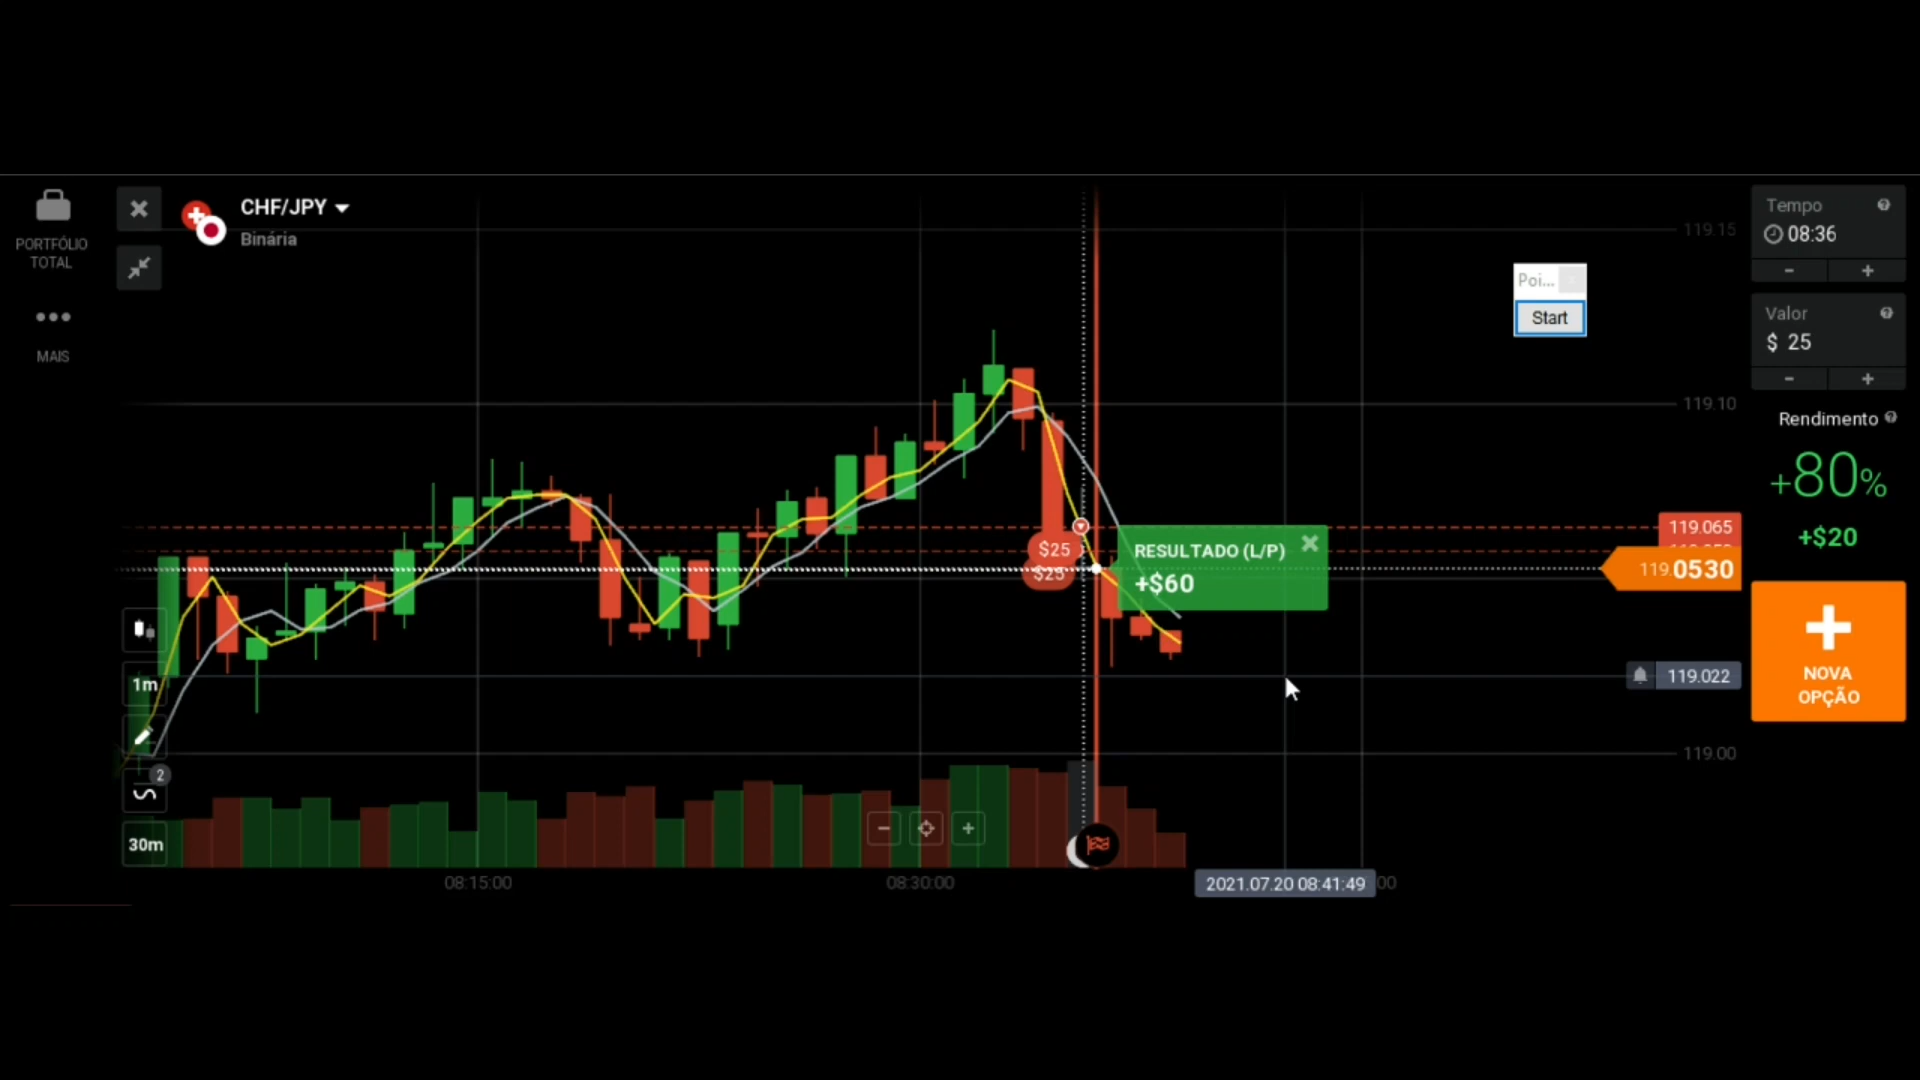 PORTFÓLIO
TOTAL
MAIS
CHF/JPY
Binária
1m
2
30m
$25
$25
RESULTADO (L/P)
+$60
Poi...
Start
119.15
119.10
119.065
119.0530
119.022
119.00
08:15:00
08:30:00
2021.07.20 08:41:49
00
Tempo
08:36
- +
Valor
$ 25
- +
Rendimento
+80%
+$20
NOVA
OPÇÃO
- +